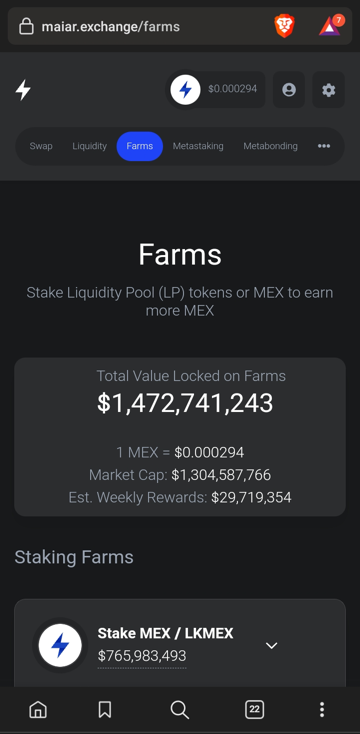 maiar.exchange/farms
7
$0.000294
Swap Liquidity Farms Metastaking Metabonding
Farms
Stake Liquidity Pool (LP) tokens or MEX to earn
more MEX
Total Value Locked on Farms
$1,472,741,243
1 MEX = $0.000294
Market Cap: $1,304,587,766
Est. Weekly Rewards: $29,719,354
Staking Farms
Stake MEX / LKMEX
$765,983,493
22